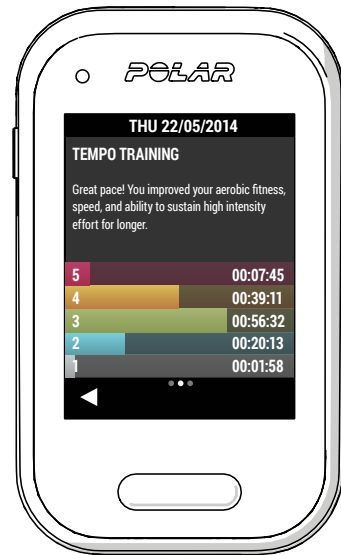 POLAR
THU 22/05/2014
TEMPO TRAINING
Great pace! You improved your aerobic fitness,
speed, and ability to sustain high intensity
effort for longer.
5 00:07:45
4 00:39:11
3 00:56:32
2 00:20:13
1 00:01:58